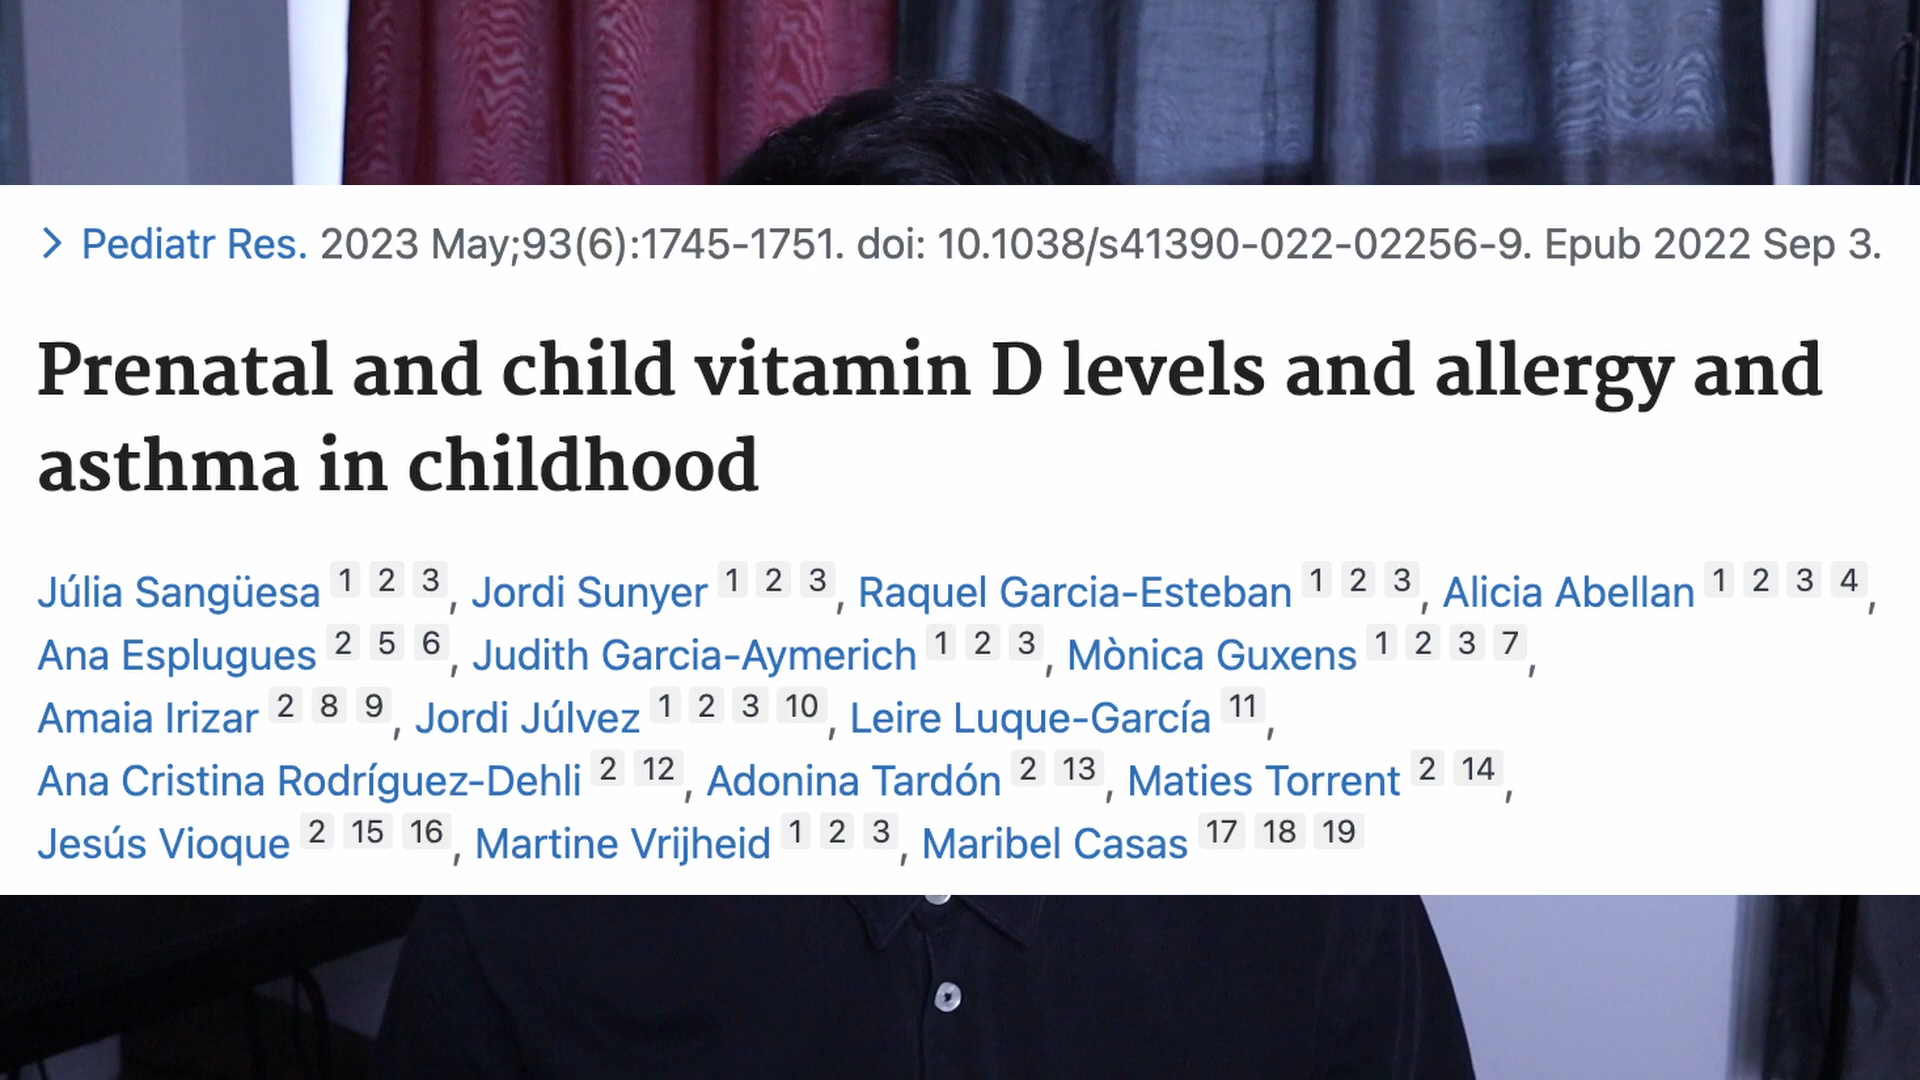 > Pediatr Res. 2023 May;93(6):1745-1751. doi: 10.1038/s41390-022-02256-9. Epub 2022 Sep 3.
Prenatal and child vitamin D levels and allergy and
asthma in childhood
Júlia Sangüesa 1 2 3, Jordi Sunyer 1 2 3, Raquel Garcia-Esteban 1 2 3, Alicia Abellan 1 2 3 4,
Ana Esplugues 2 5 6, Judith Garcia-Aymerich 1 2 3, Mònica Guxens 1 2 3 7,
Amaia Irizar 2 8 9, Jordi Júlvez 1 2 3 10, Leire Luque-García 11,
Ana Cristina Rodríguez-Dehli 2 12, Adonina Tardón 2 13, Maties Torrent 2 14,
Jesús Vioque 2 15 16, Martine Vrijheid 1 2 3, Maribel Casas 17 18 19